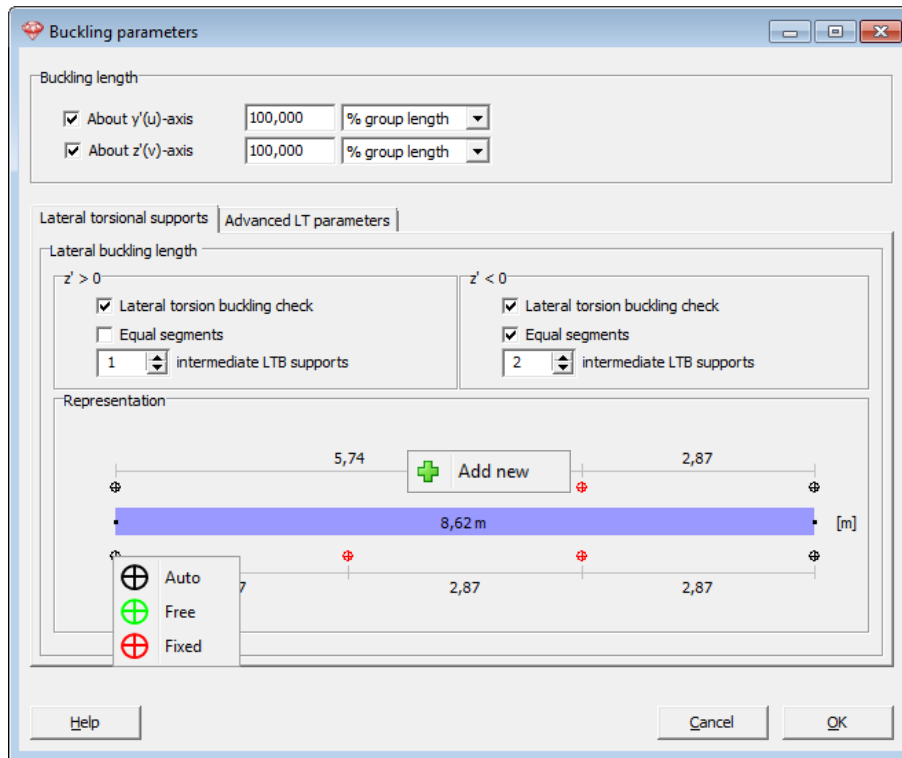 Buckling parameters
Buckling length
About y'(u)-axis 100,000 % group length
About z'(v)-axis 100,000 % group length
Lateral torsional supports Advanced LT parameters
Lateral buckling length
z' > 0 z' < 0
Lateral torsion buckling check Lateral torsion buckling check
Equal segments Equal segments
1 intermediate LTB supports 2 intermediate LTB supports
Representation
5,74 2,87
Add new
8,62 m [m]
Auto 7 2,87 2,87
Free
Fixed
Help Cancel OK